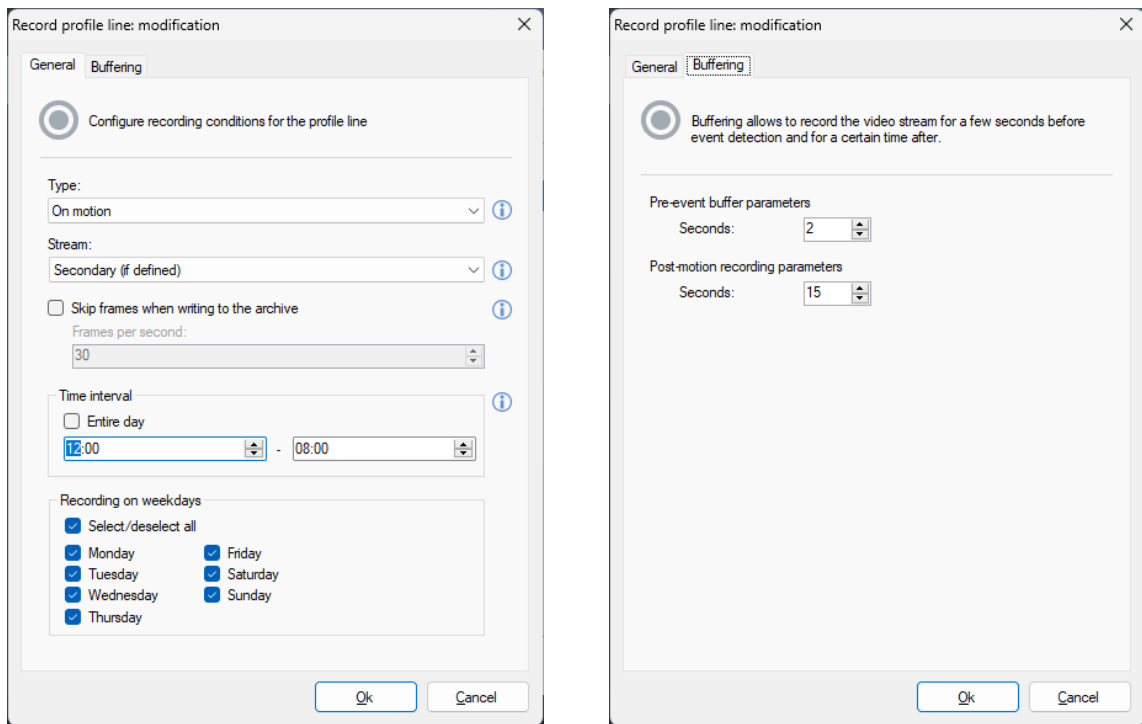 Record profile line: modification
General
Buffering
Configure recording conditions for the profile line
Type:
On motion
Stream:
Secondary (if defined)
Skip frames when writing to the archive
Frames per second:
30
Time interval
Entire day
12:00 - 08:00
Recording on weekdays
Select/deselect all
Monday Friday
Tuesday Saturday
Wednesday Sunday
Thursday
Ok Cancel
Record profile line: modification
General
Buffering
Buffering allows to record the video stream for a few seconds before
event detection and for a certain time after.
Pre-event buffer parameters
Seconds: 2
Post-motion recording parameters
Seconds: 15
Ok Cancel